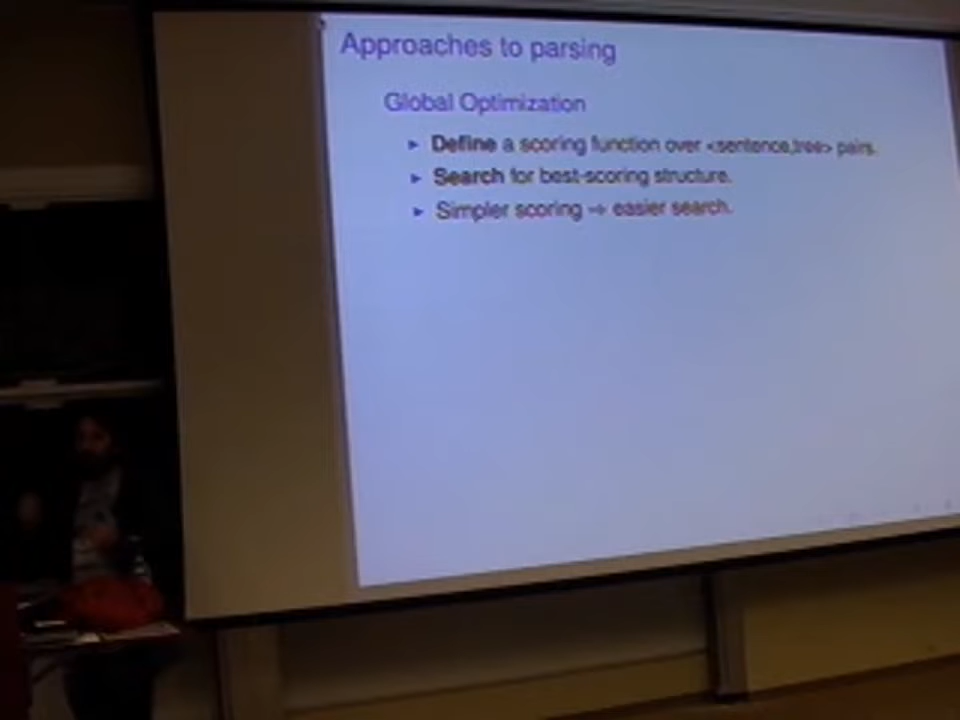 Approaches to parsing
Global Optimization
► Define a scoring function over <sentence,tree> pairs.
► Search for best-scoring structure.
► Simpler scoring → easier search.